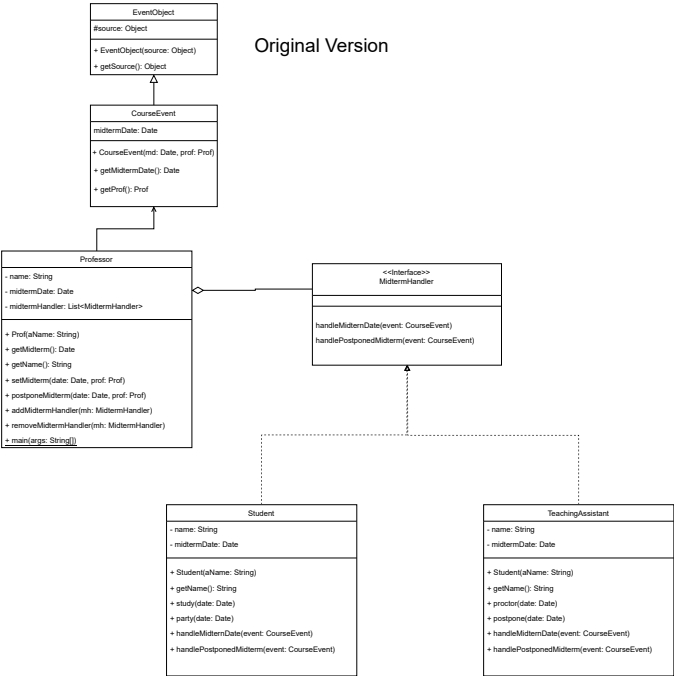 EventObject
#source: Object
+ EventObject(source: Object)
+ getSource(): Object
Original Version
CourseEvent
midtermDate: Date
+ CourseEvent(md: Date, prof: Prof)
+ getMidtermDate(): Date
+ getProf(): Prof
Professor
- name: String
- midtermDate: Date
- midtermHandler: List<MidtermHandler>
+ Prof(aName: String)
+ getMidterm(): Date
+ getName(): String
+ setMidterm(date: Date, prof: Prof)
+ postponeMidterm(date: Date, prof: Prof)
+ addMidtermHandler(mh: MidtermHandler)
+ removeMidtermHandler(mh: MidtermHandler)
+ main(args: String[])
<<Interface>>
MidtermHandler
handleMidternDate(event: CourseEvent)
handlePostponedMidterm(event: CourseEvent)
Student
- name: String
- midtermDate: Date
+ Student(aName: String)
+ getName(): String
+ study(date: Date)
+ party(date: Date)
+ handleMidternDate(event: CourseEvent)
+ handlePostponedMidterm(event: CourseEvent)
TeachingAssistant
- name: String
- midtermDate: Date
+ Student(aName: String)
+ getName(): String
+ proctor(date: Date)
+ postpone(date: Date)
+ handleMidternDate(event: CourseEvent)
+ handlePostponedMidterm(event: CourseEvent)